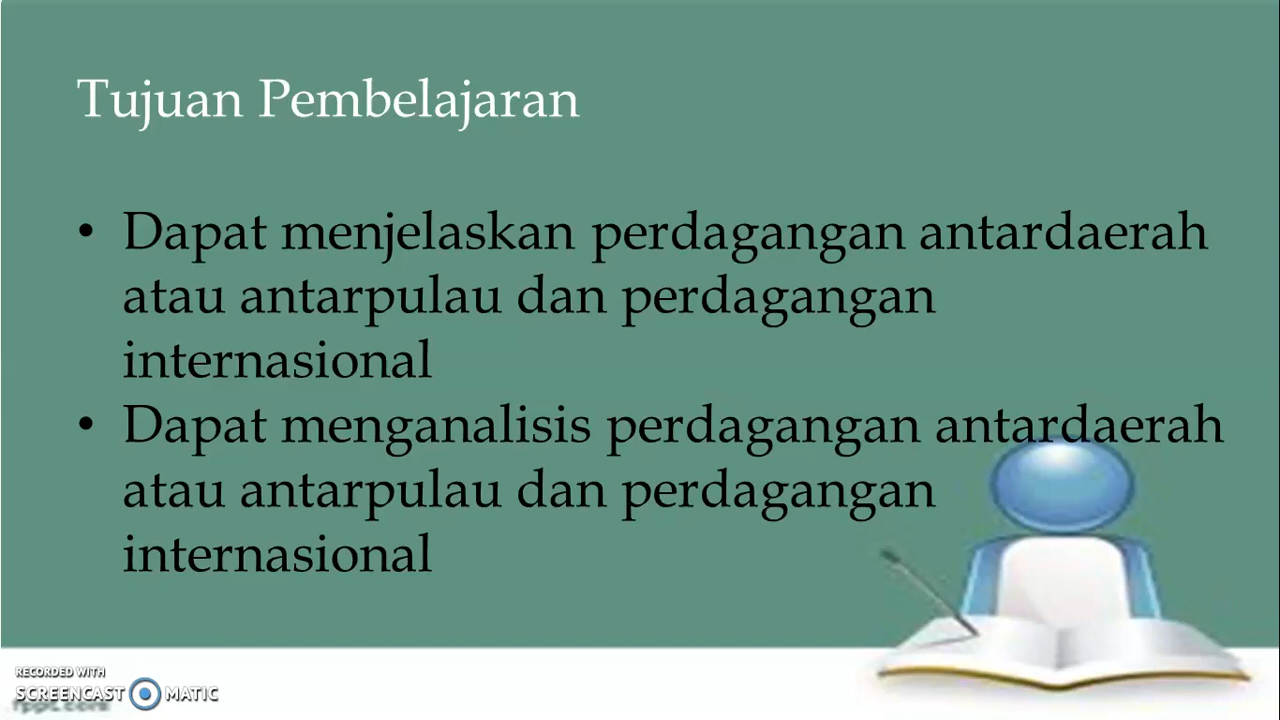 Tujuan Pembelajaran
• Dapat menjelaskan perdagangan antardaerah
atau antarpulau dan perdagangan
internasional
• Dapat menganalisis perdagangan antardaerah
atau antarpulau dan perdagangan
internasional
RECORDED WITH
SCREENCAST MATIC